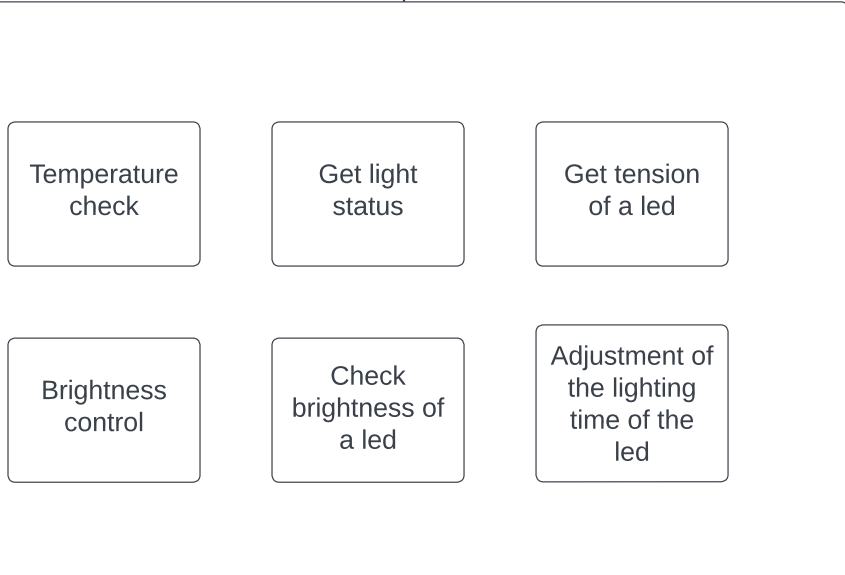 Temperature
check
Get light
status
Get tension
of a led
Brightness
control
Check
brightness of
a led
Adjustment of
the lighting
time of the
led